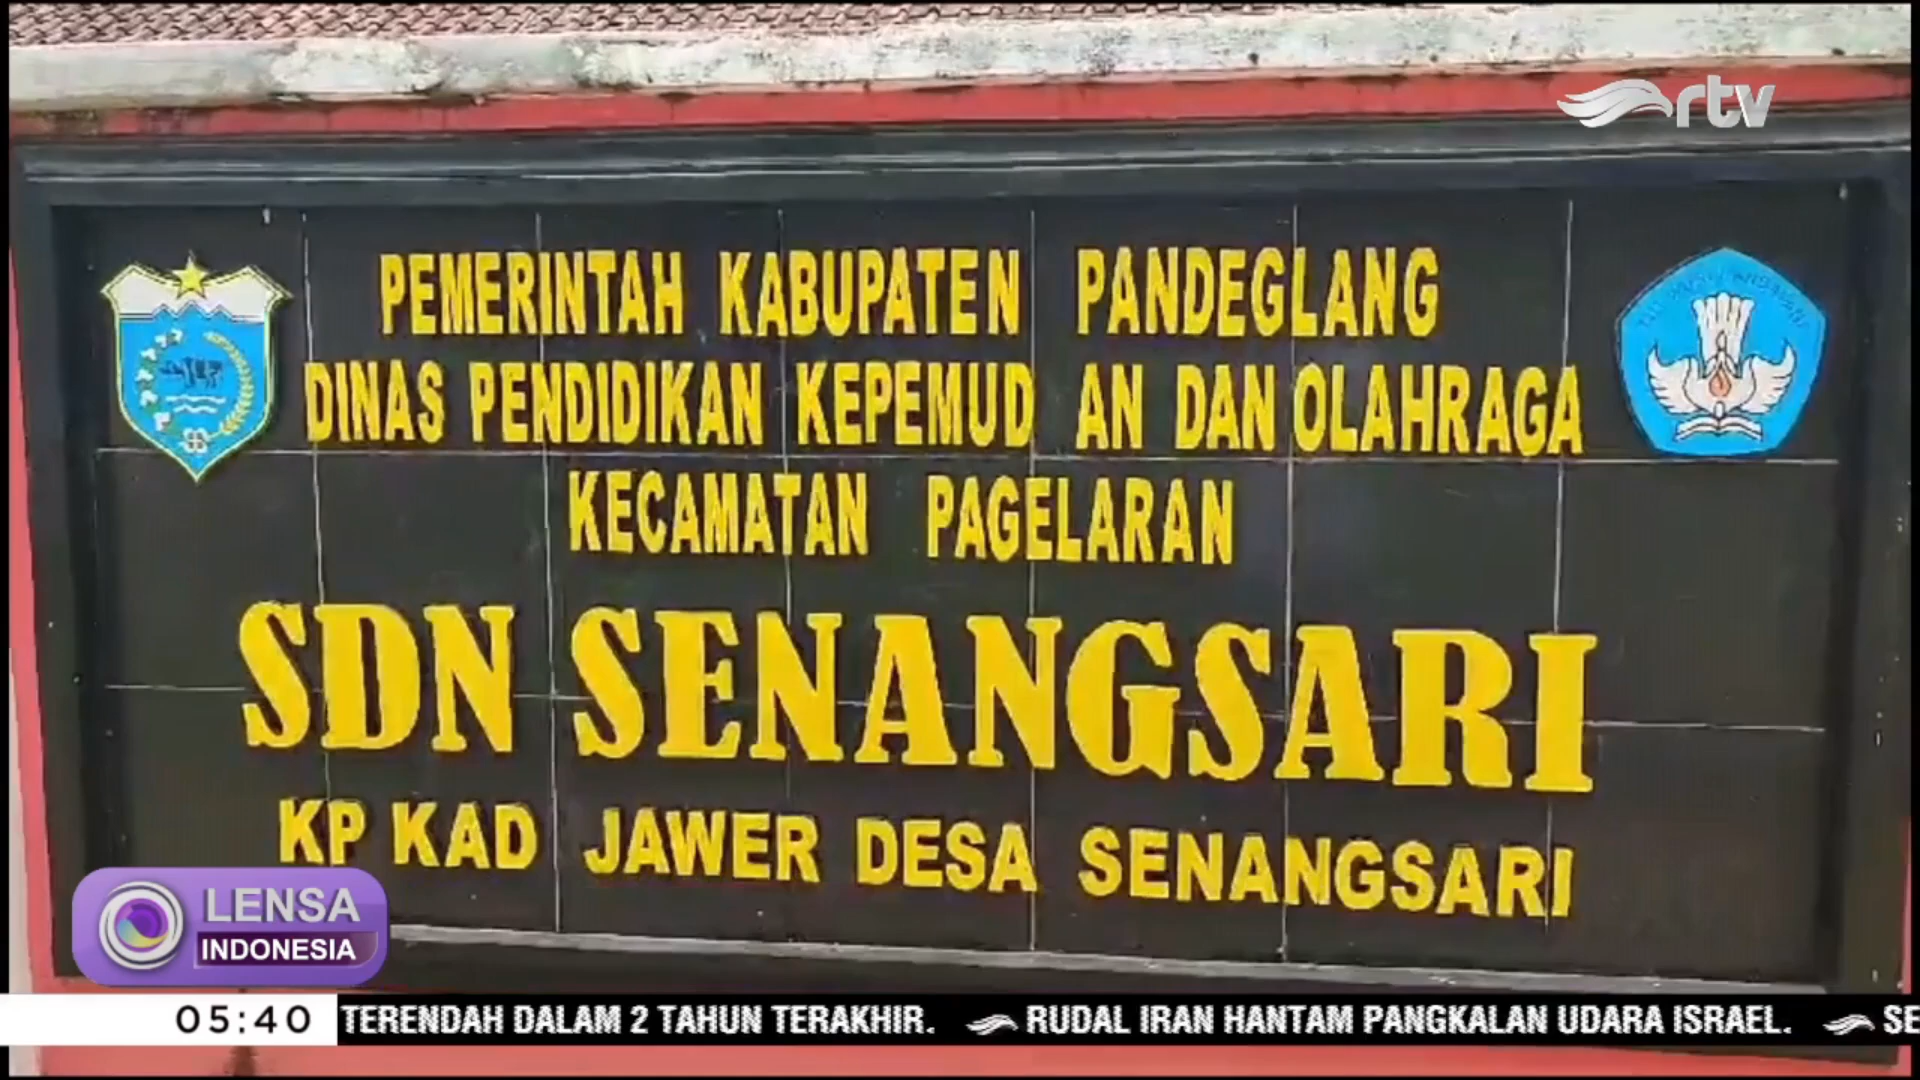 rtv
PEMERINTAH KABUPATEN PANDEGLANG
DINAS PENDIDIKAN KEPEMUD AN DAN OLAHRAGA
KECAMATAN PAGELARAN
SDN SENANGSARI
KP KAD JAWER DESA SENANGSARI
LENSA
INDONESIA
05:40 TERENDAH DALAM 2 TAHUN TERAKHIR. RUDAL IRAN HANTAM PANGKALAN UDARA ISRAEL. SE